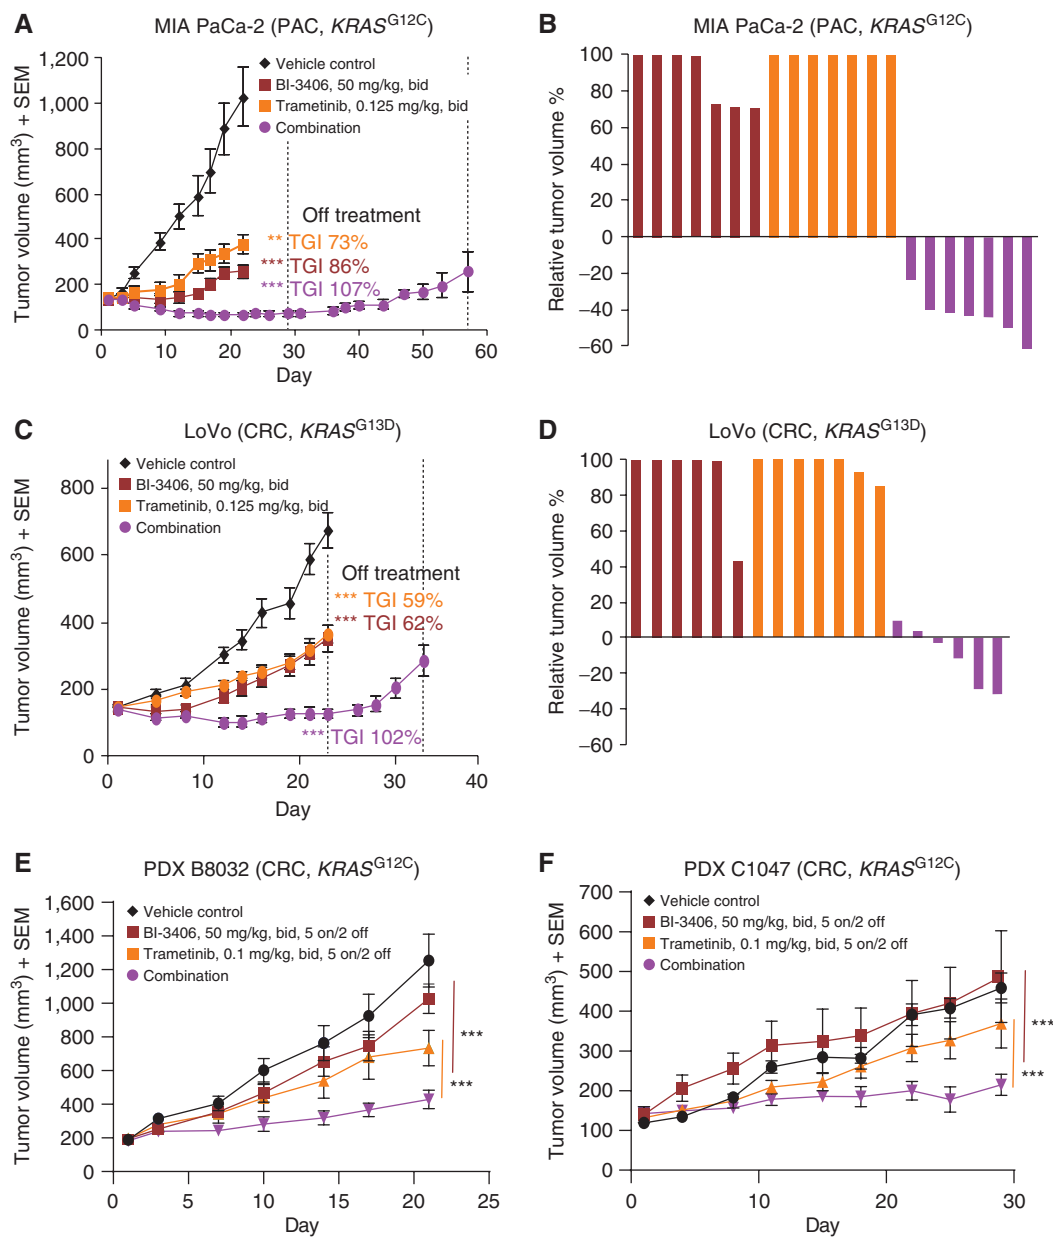 A
MIA PaCa-2 (PAC, KRASG12C)
Tumor volume (mm3) + SEM
1,200
1,000
800
600
400
200
0
Vehicle control
BI-3406, 50 mg/kg, bid
Trametinib, 0.125 mg/kg, bid
Combination
Off treatment
** TGI 73%
*** TGI 86%
*** TGI 107%
0 10 20 30 40 50 60
Day
B
MIA PaCa-2 (PAC, KRASG12C)
Relative tumor volume %
100
80
60
40
20
0
−20
−40
−60
C
LoVo (CRC, KRASG13D)
Tumor volume (mm3) + SEM
800
600
400
200
0
Vehicle control
BI-3406, 50 mg/kg, bid
Trametinib, 0.125 mg/kg, bid
Combination
Off treatment
*** TGI 59%
*** TGI 62%
*** TGI 102%
0 10 20 30 40
Day
D
LoVo (CRC, KRASG13D)
Relative tumor volume %
100
80
60
40
20
0
−20
−40
−60
E
PDX B8032 (CRC, KRASG12C)
Tumor volume (mm3) + SEM
1,600
1,400
1,200
1,000
800
600
400
200
0
Vehicle control
BI-3406, 50 mg/kg, bid, 5 on/2 off
Trametinib, 0.1 mg/kg, bid, 5 on/2 off
Combination
***
***
0 5 10 15 20 25
Day
F
PDX C1047 (CRC, KRASG12C)
Tumor volume (mm3) + SEM
700
600
500
400
300
200
100
0
Vehicle control
BI-3406, 50 mg/kg, bid, 5 on/2 off
Trametinib, 0.1 mg/kg, bid, 5 on/2 off
Combination
***
***
0 10 20 30
Day